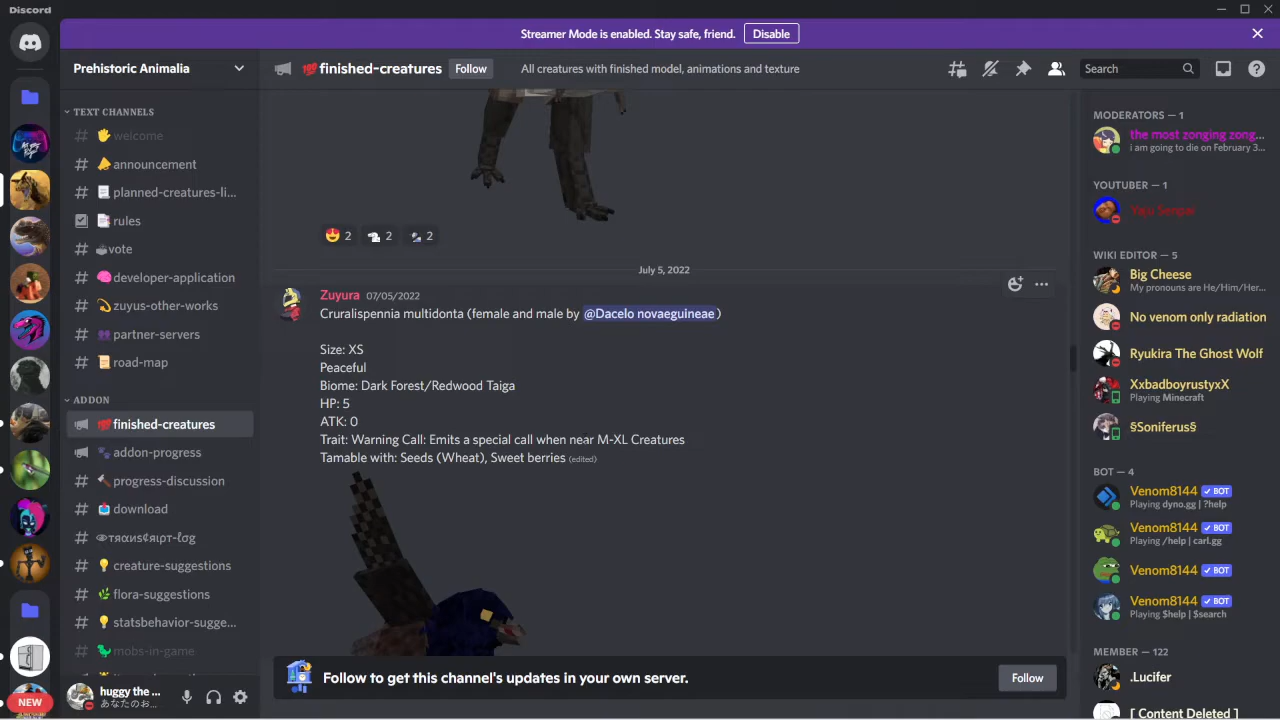 Discord
Streamer Mode is enabled. Stay safe, friend.
Disable
Prehistoric Animalia
finished-creatures
Follow
All creatures with finished model, animations and texture
Search
TEXT CHANNELS
welcome
announcement
planned-creatures-li...
rules
vote
developer-application
zuyus-other-works
partner-servers
road-map
ADDON
finished-creatures
addon-progress
progress-discussion
download
creature-suggestions
flora-suggestions
statsbehavior-sugge...
mobs-in-game
NEW
huggy the ...
あなたのお...
2
2
2
July 5, 2022
Zuyura 07/05/2022
Cruralispennia multidonta (female and male by @Dacelo novaeguineae)
Size: XS
Peaceful
Biome: Dark Forest/Redwood Taiga
HP: 5
ATK: 0
Trait: Warning Call: Emits a special call when near M-XL Creatures
Tamable with: Seeds (Wheat), Sweet berries (edited)
Follow to get this channel's updates in your own server.
Follow
MODERATORS — 1
the most zonging zong...
i am going to die on February 3...
YOUTUBER — 1
Yaju Senpai
WIKI EDITOR — 5
Big Cheese
My pronouns are He/Him/Her...
No venom only radiation
Ryukira The Ghost Wolf
XxbadboyrustyxX
Playing Minecraft
§Soniferus§
BOT — 4
Venom8144 ✓ BOT
Playing dyno.gg | ?help
Venom8144 ✓ BOT
Playing /help | carl.gg
Venom8144 ✓ BOT
Venom8144 ✓ BOT
Playing $help | $search
MEMBER — 122
.Lucifer
[ Content Deleted ]